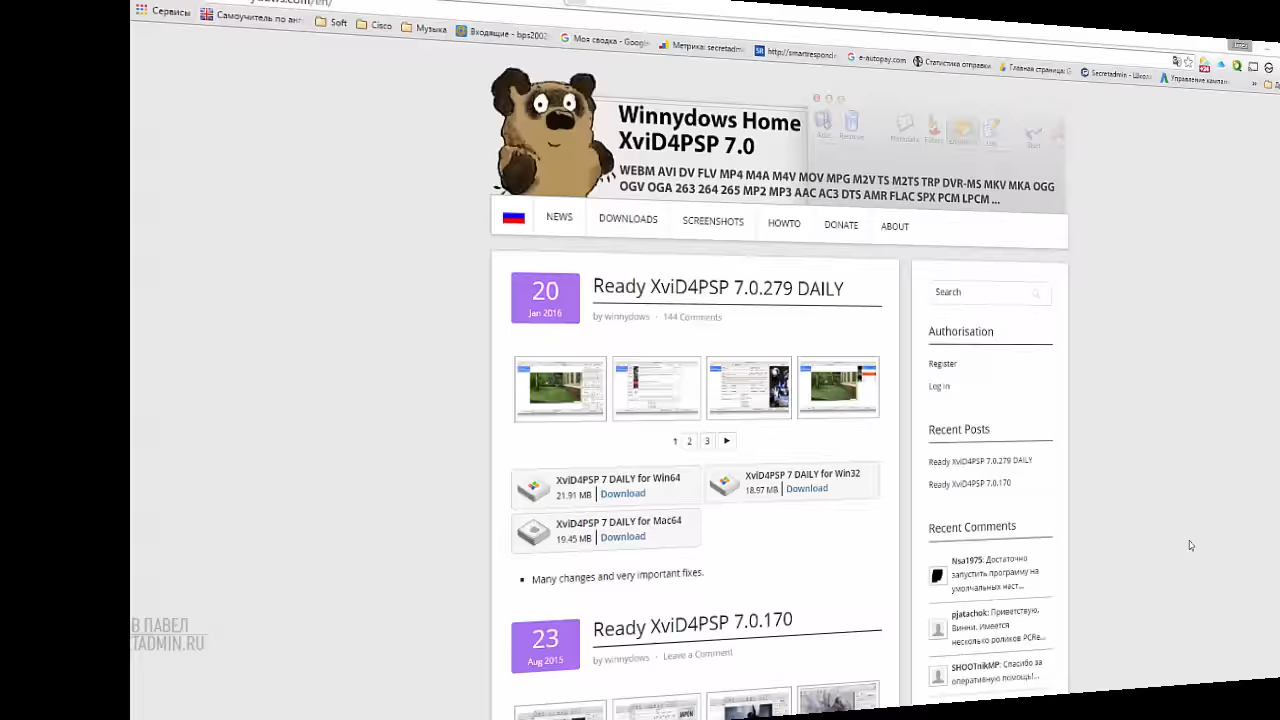 Сервисы
Самоучитель по анг
Soft
Cisco
Музыка
Входящие - bps2002
Моя сводка - Google
Метрика: secretadmi
http://smartrespond
e-autopay.com
Статистика отправки
Главная страница: G
Secretadmin - Школ
Управление кампан
»
Winnydows Home
XviD4PSP 7.0
WEBM AVI DV FLV MP4 M4A M4V MOV MPG M2V TS M2TS TRP DVR-MS MKV MKA OGG
OGV OGA 263 264 265 MP2 MP3 AAC AC3 DTS AMR FLAC SPX PCM LPCM ...
NEWS
DOWNLOADS
SCREENSHOTS
HOWTO
DONATE
ABOUT
20
Jan 2016
Ready XviD4PSP 7.0.279 DAILY
by winnydows · 144 Comments
1 2 3
XviD4PSP 7 DAILY for Win64
21.91 MB | Download
XviD4PSP 7 DAILY for Win32
18.97 MB | Download
XviD4PSP 7 DAILY for Mac64
19.45 MB | Download
Many changes and very important fixes.
23
Aug 2015
Ready XviD4PSP 7.0.170
by winnydows · Leave a Comment
Search
Authorisation
Register
Log in
Recent Posts
Ready XviD4PSP 7.0.279 DAILY
Ready XviD4PSP 7.0.170
Recent Comments
Nsa1975: Достаточно
запустить программу на
умолчальных наст...
pjatachok: Приветствую,
Винни. Имеется
несколько роликов PCRe...
SHOOTnikMP: Спасибо за
оперативную помощь!...
В ПАВЕЛ
ETADMIN.RU